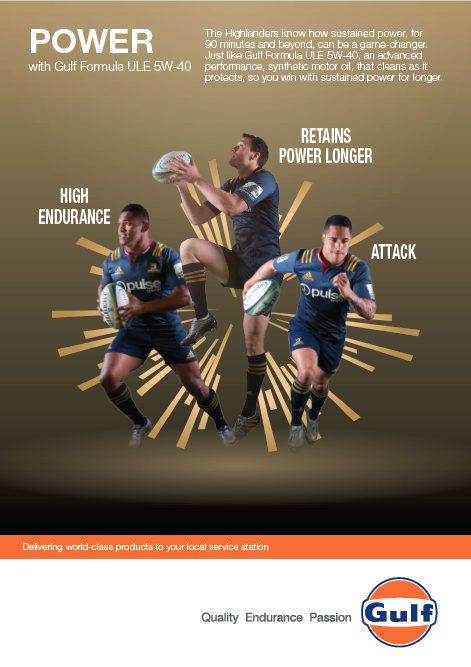 POWER
with Gulf Formula ULE 5W-40
The Highlanders know how sustained power, for
90 minutes and beyond, can be a game-changer.
Just like Gulf Formula ULE 5W-40, an advanced
performance, synthetic motor oil, that cleans as it
protects, so you win with sustained power for longer.
RETAINS
POWER LONGER
HIGH
ENDURANCE
ATTACK
pulse
pulse
Delivering world-class products to your local service station
Quality Endurance Passion
Gulf